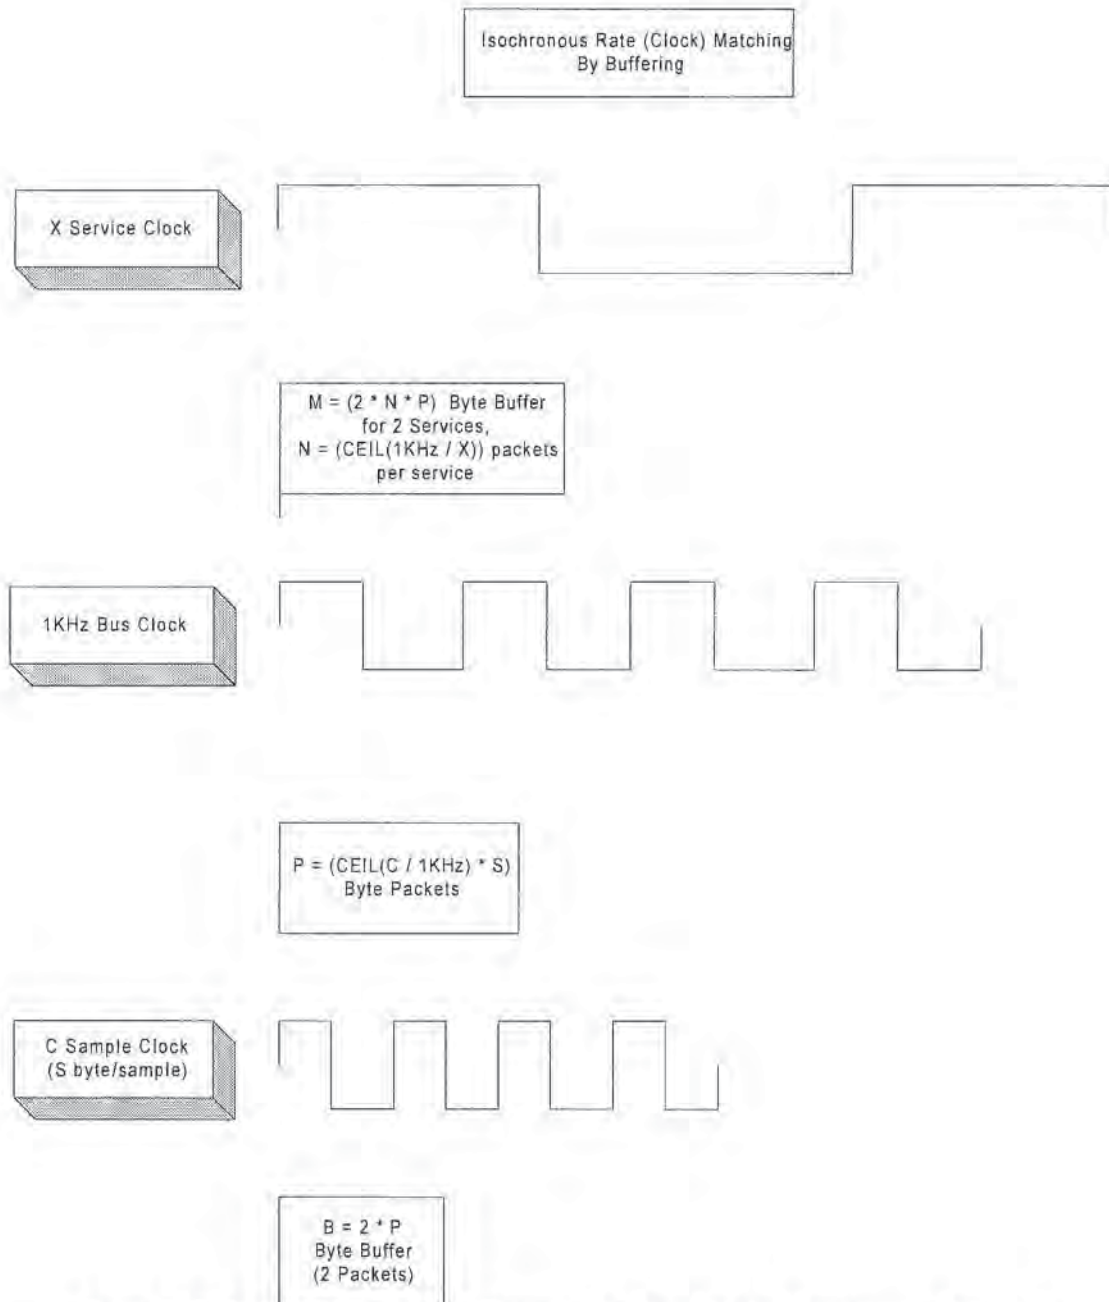 Isochronous Rate (Clock) Matching
By Buffering
X Service Clock
M = (2 * N * P) Byte Buffer
for 2 Services,
N = (CEIL(1KHz / X)) packets
per service
1KHz Bus Clock
P = (CEIL(C / 1KHz) * S)
Byte Packets
C Sample Clock
(S byte/sample)
B = 2 * P
Byte Buffer
(2 Packets)